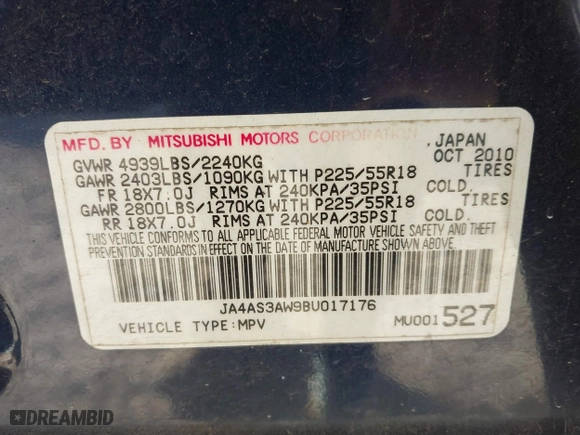 MFD. BY MITSUBISHI MOTORS CORPORATION, JAPAN
GVWR 4939LBS/2240KG OCT 2010
GAWR 2403LBS/1090KG WITH P225/55R18 TIRES
FR 18X7.0J RIMS AT 240KPA/35PSI COLD.
GAWR 2800LBS/1270KG WITH P225/55R18 TIRES
RR 18X7.0J RIMS AT 240KPA/35PSI COLD.
THIS VEHICLE CONFORMS TO ALL APPLICABLE FEDERAL MOTOR VEHICLE SAFETY AND THEFT
PREVENTION STANDARDS IN EFFECT ON THE DATE OF MANUFACTURE SHOWN ABOVE.
JA4AS3AW9BU017176
VEHICLE TYPE:MPV MU001527
DREAMBID